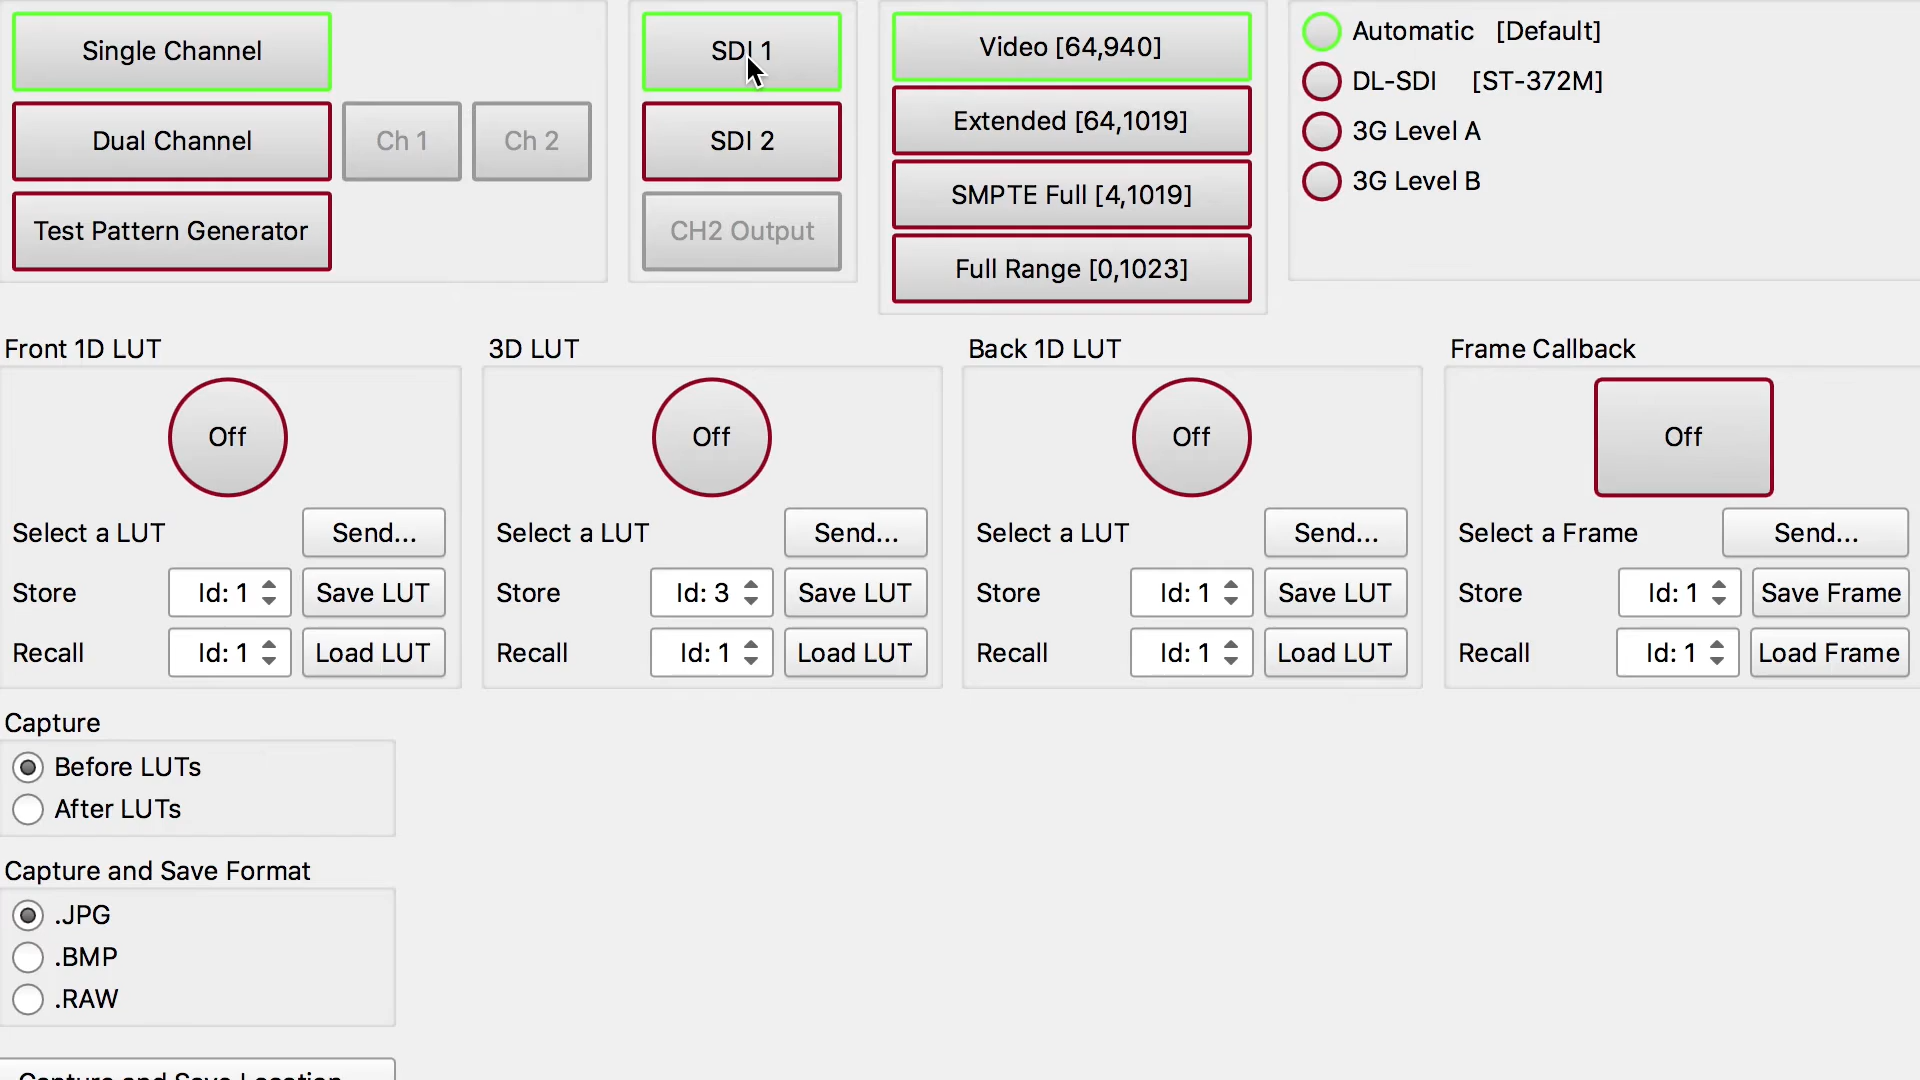 Single Channel
Dual Channel
Ch 1
Ch 2
Test Pattern Generator
SDI 1
SDI 2
CH2 Output
Video [64,940]
Extended [64,1019]
SMPTE Full [4,1019]
Full Range [0,1023]
Automatic [Default]
DL-SDI [ST-372M]
3G Level A
3G Level B
Front 1D LUT
Off
Select a LUT Send...
Store Id: 1 Save LUT
Recall Id: 1 Load LUT
3D LUT
Off
Select a LUT Send...
Store Id: 3 Save LUT
Recall Id: 1 Load LUT
Back 1D LUT
Off
Select a LUT Send...
Store Id: 1 Save LUT
Recall Id: 1 Load LUT
Frame Callback
Off
Select a Frame Send...
Store Id: 1 Save Frame
Recall Id: 1 Load Frame
Capture
Before LUTs
After LUTs
Capture and Save Format
.JPG
.BMP
.RAW
Capture and Save Location